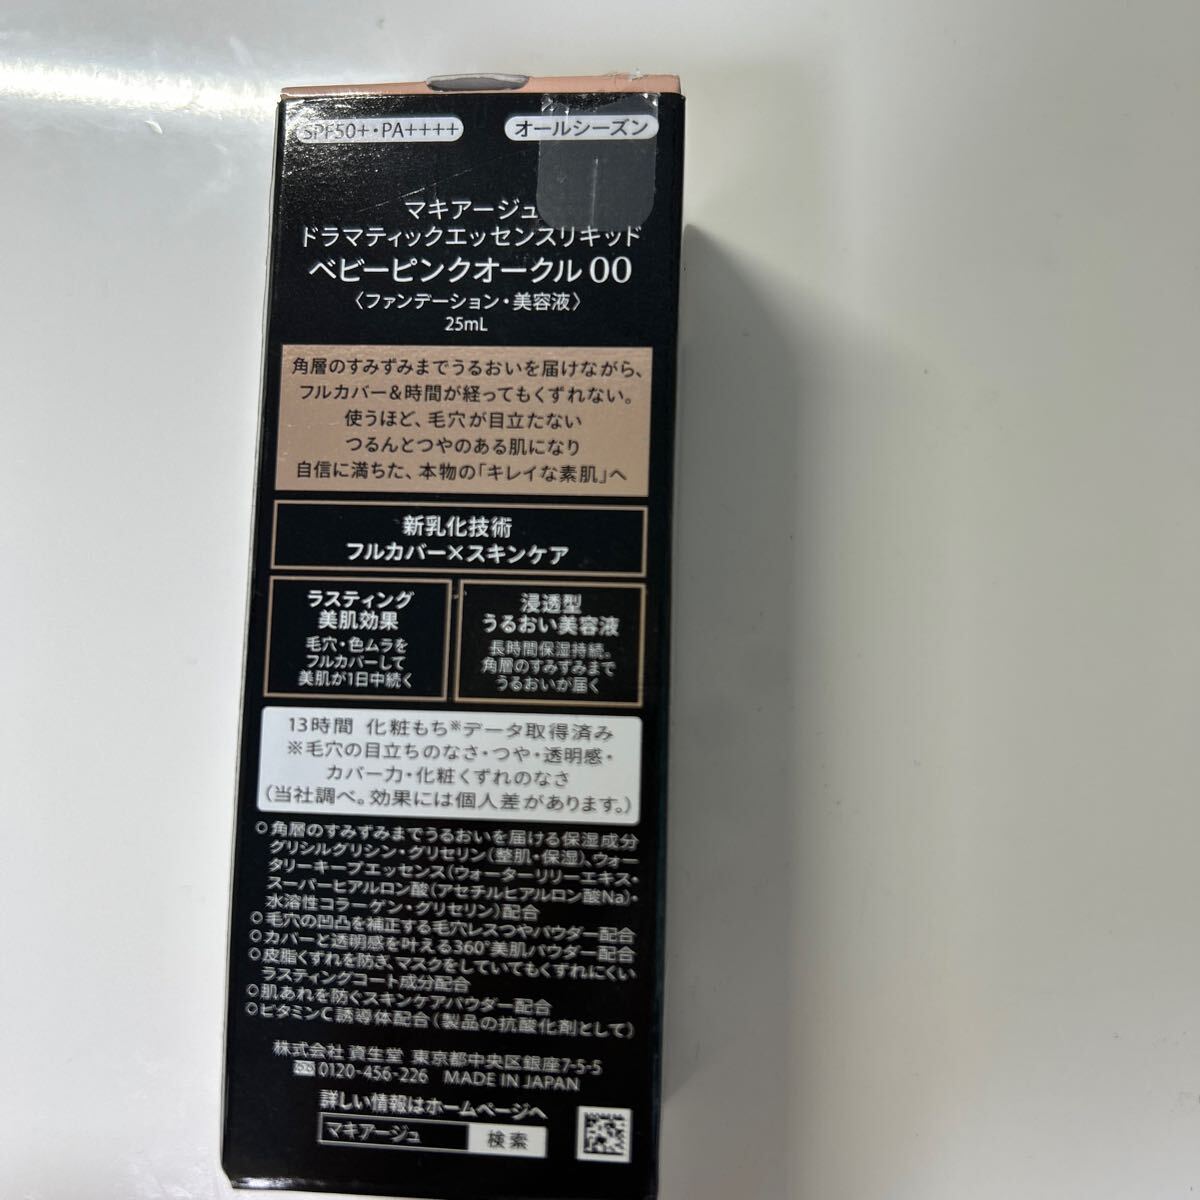 SPF50+・PA++++
オールシーズン
マキアージュ
ドラマティックエッセンスリキッド
ベビーピンクオークル00
〈ファンデーション・美容液〉
25mL
角層のすみずみまでうるおいを届けながら、
フルカバー＆時間が経ってもくずれない。
使うほど、毛穴が目立たない
つるんとつやのある肌になり
自信に満ちた、本物の「キレイな素肌」へ
新乳化技術
フルカバー×スキンケア
ラスティング
美肌効果
毛穴・色ムラを
フルカバーして
美肌が1日中続く
浸透型
うるおい美容液
長時間保湿持続。
角層のすみずみまで
うるおいが届く
13時間 化粧もち※データ取得済み
※毛穴の目立ちのなさ・つや・透明感・
カバー力・化粧くずれのなさ
（当社調べ。効果には個人差があります。）
○角層のすみずみまでうるおいを届ける保湿成分
グリシルグリシン・グリセリン（整肌・保湿）、ウォー
タリーキープエッセンス（ウォーターリリーエキス・
スーパーヒアルロン酸（アセチルヒアルロン酸Na）・
水溶性コラーゲン・グリセリン）配合
○毛穴の凹凸を補正する毛穴レスつやパウダー配合
○カバーと透明感を叶える360°美肌パウダー配合
○皮脂くずれを防ぎ、マスクをしていてもくずれにくい
ラスティングコート成分配合
○肌あれを防ぐスキンケアパウダー配合
○ビタミンC誘導体配合（製品の抗酸化剤として）
株式会社 資生堂 東京都中央区銀座7-5-5
0120-456-226 MADE IN JAPAN
詳しい情報はホームページへ
マキアージュ 検索